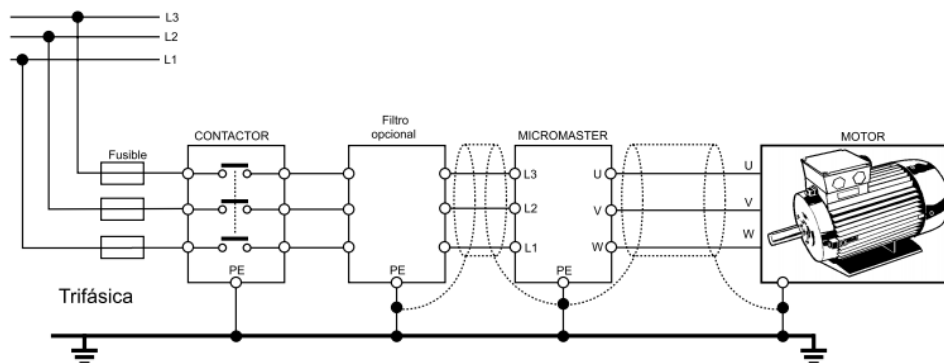 L3
L2
L1
Filtro
opcional
CONTACTOR
MICROMASTER
MOTOR
Fusible
L3
U
U
L2
V
V
L1
W
W
PE
PE
PE
Trifásica